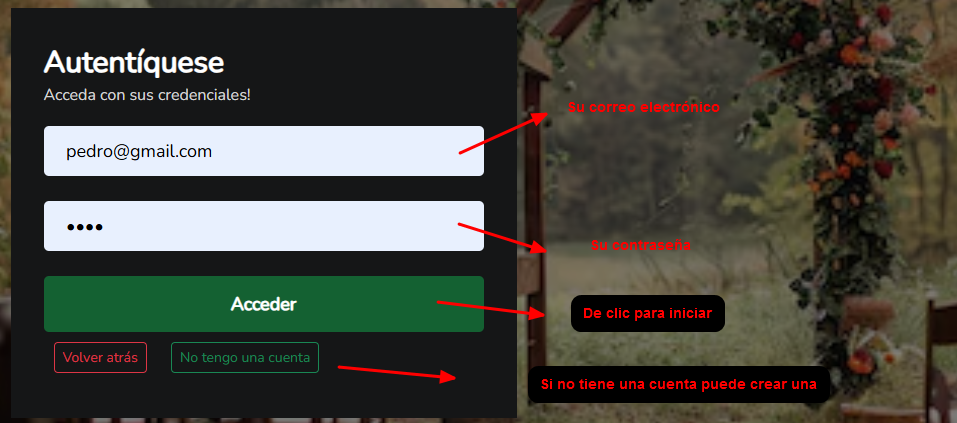 Autentíquese
Acceda con sus credenciales!
pedro@gmail.com
Su correo electrónico
••••
Su contraseña
Acceder
De clic para iniciar
Volver atrás
No tengo una cuenta
Si no tiene una cuenta puede crear una